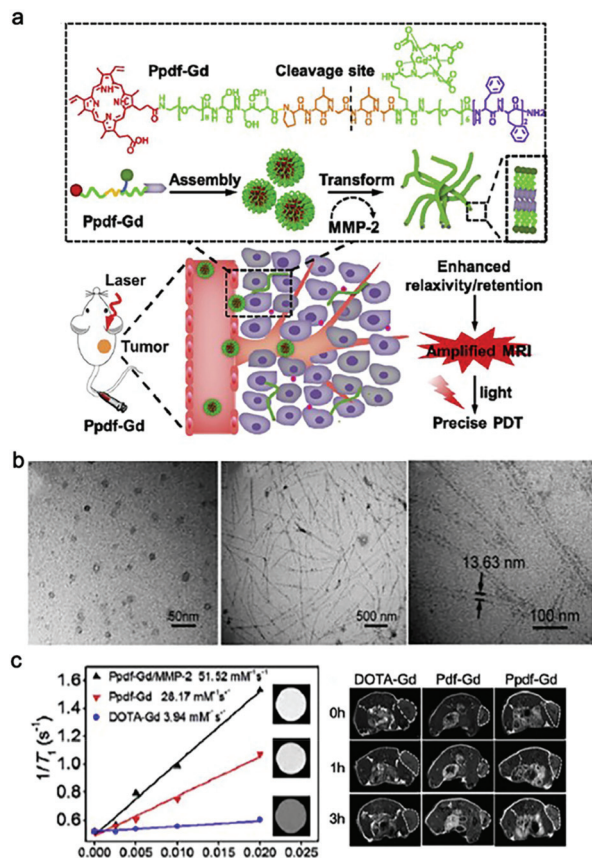 a
Ppdf-Gd
Cleavage site
Ppdf-Gd
Assembly
Transform
MMP-2
Laser
Tumor
Ppdf-Gd
Enhanced
relaxivity/retention
Amplified MRI
light
Precise PDT
b
50nm
500 nm
13.63 nm
100 nm
c
Ppdf-Gd/MMP-2 51.52 mM⁻¹s⁻¹
Ppdf-Gd 28.17 mM⁻¹s⁻¹
DOTA-Gd 3.94 mM⁻¹s⁻¹
1/T₁ (s⁻¹)
1.6
1.4
1.2
1.0
0.8
0.6
0.000 0.005 0.010 0.015 0.020 0.025
DOTA-Gd Pdf-Gd Ppdf-Gd
0h
1h
3h